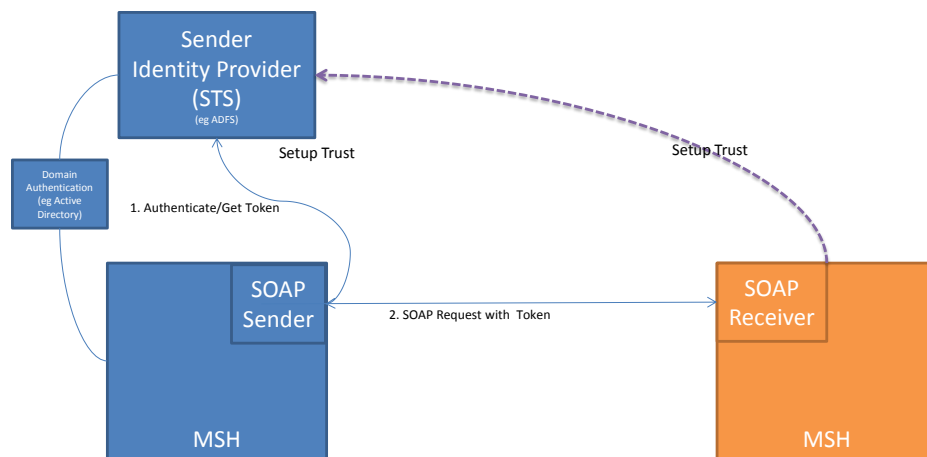 Sender
Identity Provider
(STS)
(eg ADFS)
Setup Trust
Setup Trust
Domain
Authentication
(eg Active
Directory)
1. Authenticate/Get Token
SOAP
Sender
2. SOAP Request with Token
SOAP
Receiver
MSH
MSH